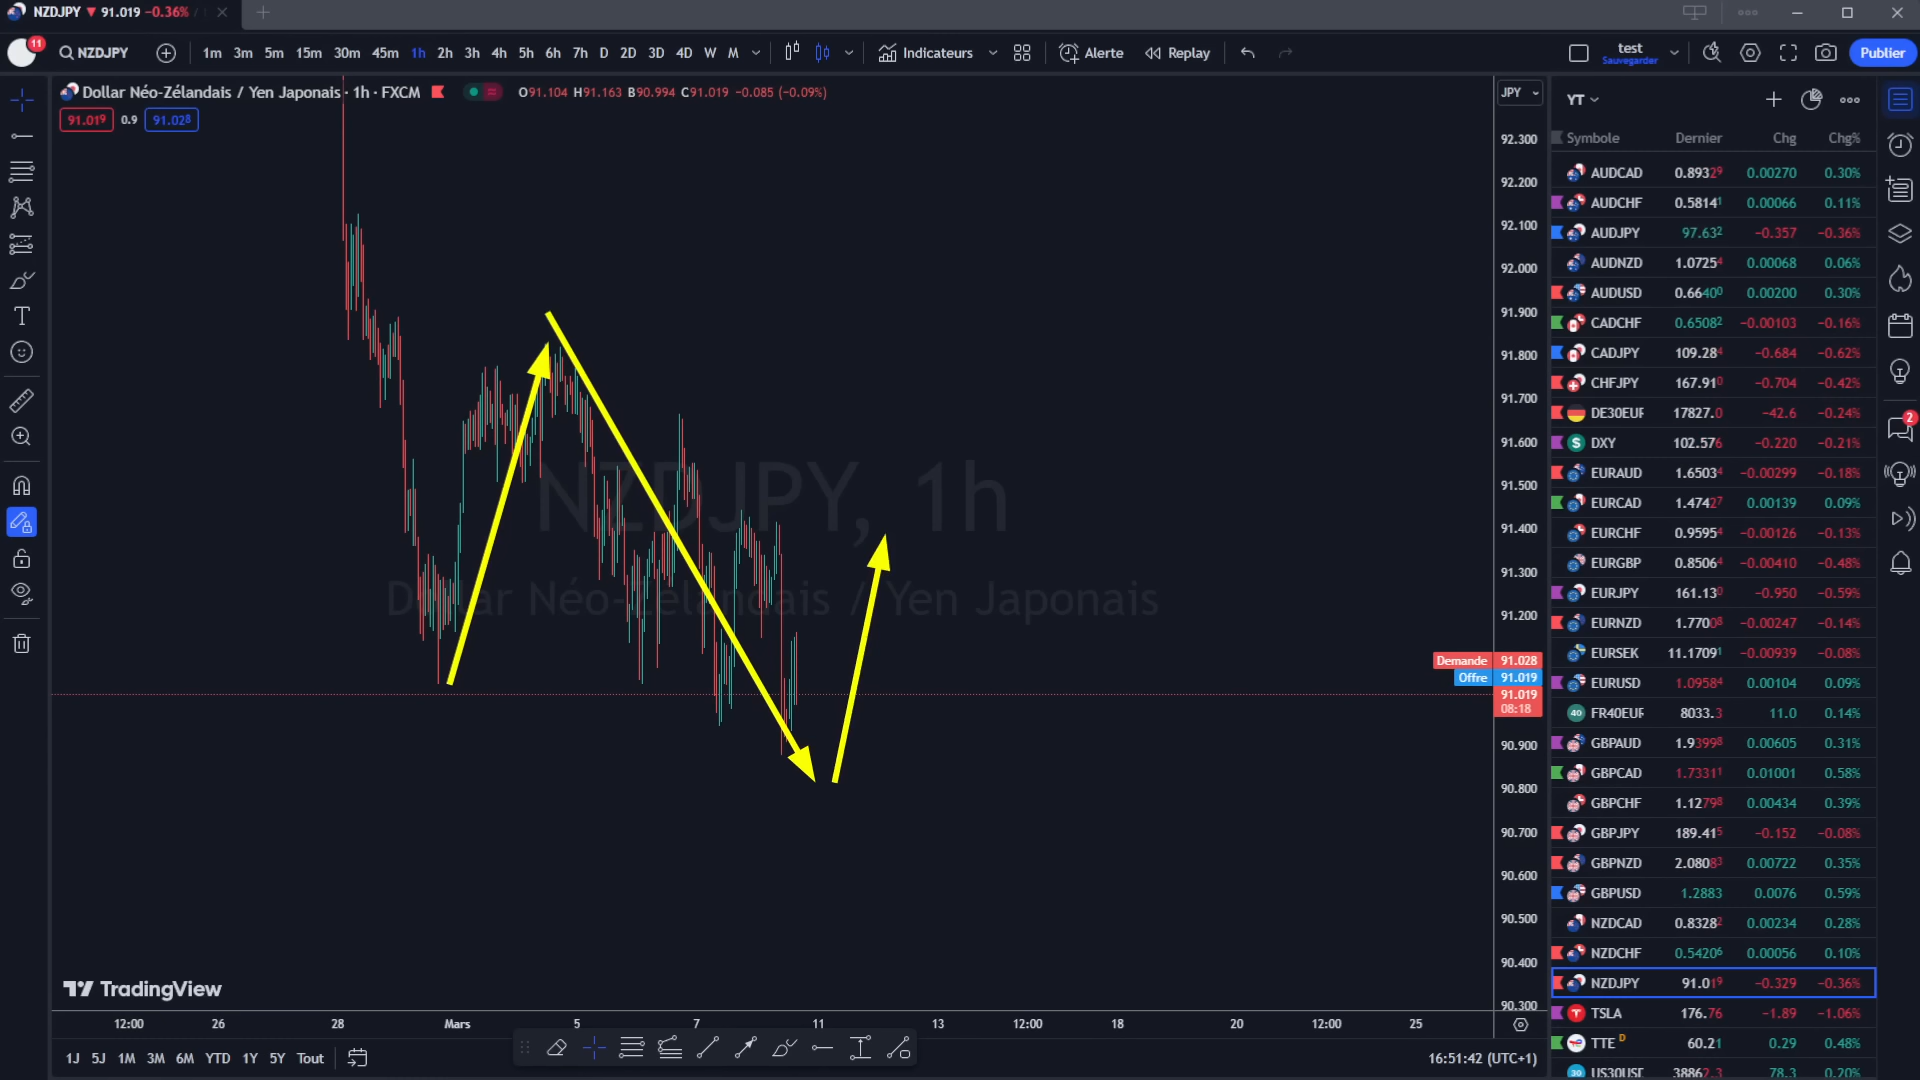 NZDJPY ▼ 91.019 −0.36% /
11 NZDJPY 1m 3m 5m 15m 30m 45m 1h 2h 3h 4h 5h 6h 7h D 2D 3D 4D W M Indicateurs Alerte Replay test Sauvegarder Publier
Dollar Néo-Zélandais / Yen Japonais · 1h · FXCM O91.104 H91.163 B90.994 C91.019 −0.085 (−0.09%)
91.019 0.9 91.028
JPY
92.300
92.200
92.100
92.000
91.900
91.800
91.700
91.600
91.500
91.400
91.300
91.200
Demande 91.028
Offre 91.019
91.019
08:18
90.900
90.800
90.700
90.600
90.500
90.400
90.300
NZDJPY, 1h
Dollar Néo-Zélandais / Yen Japonais
TradingView
12:00 26 28 Mars 5 7 11 13 12:00 18 20 12:00 25
1J 5J 1M 3M 6M YTD 1Y 5Y Tout
16:51:42 (UTC+1)
YT
Symbole Dernier Chg Chg%
AUDCAD 0.89329 0.00270 0.30%
AUDCHF 0.58141 0.00066 0.11%
AUDJPY 97.632 −0.357 −0.36%
AUDNZD 1.07254 0.00068 0.06%
AUDUSD 0.66400 0.00200 0.30%
CADCHF 0.65082 −0.00103 −0.16%
CADJPY 109.284 −0.684 −0.62%
CHFJPY 167.910 −0.704 −0.42%
DE30EUR 17827.0 −42.6 −0.24%
DXY 102.576 −0.220 −0.21%
EURAUD 1.65034 −0.00299 −0.18%
EURCAD 1.47427 0.00139 0.09%
EURCHF 0.95954 −0.00126 −0.13%
EURGBP 0.85064 −0.00410 −0.48%
EURJPY 161.130 −0.950 −0.59%
EURNZD 1.77008 −0.00247 −0.14%
EURSEK 11.17091 −0.00939 −0.08%
EURUSD 1.09584 0.00104 0.09%
40 FR40EUR 8033.3 11.0 0.14%
GBPAUD 1.93998 0.00605 0.31%
GBPCAD 1.73311 0.01001 0.58%
GBPCHF 1.12798 0.00434 0.39%
GBPJPY 189.415 −0.152 −0.08%
GBPNZD 2.08083 0.00722 0.35%
GBPUSD 1.2883 0.0076 0.59%
NZDCAD 0.83282 0.00234 0.28%
NZDCHF 0.54206 0.00056 0.10%
NZDJPY 91.019 −0.329 −0.36%
TSLA 176.76 −1.89 −1.06%
TTE D 60.21 0.29 0.48%
30 US30USD 38862.3 78.3 0.20%
2